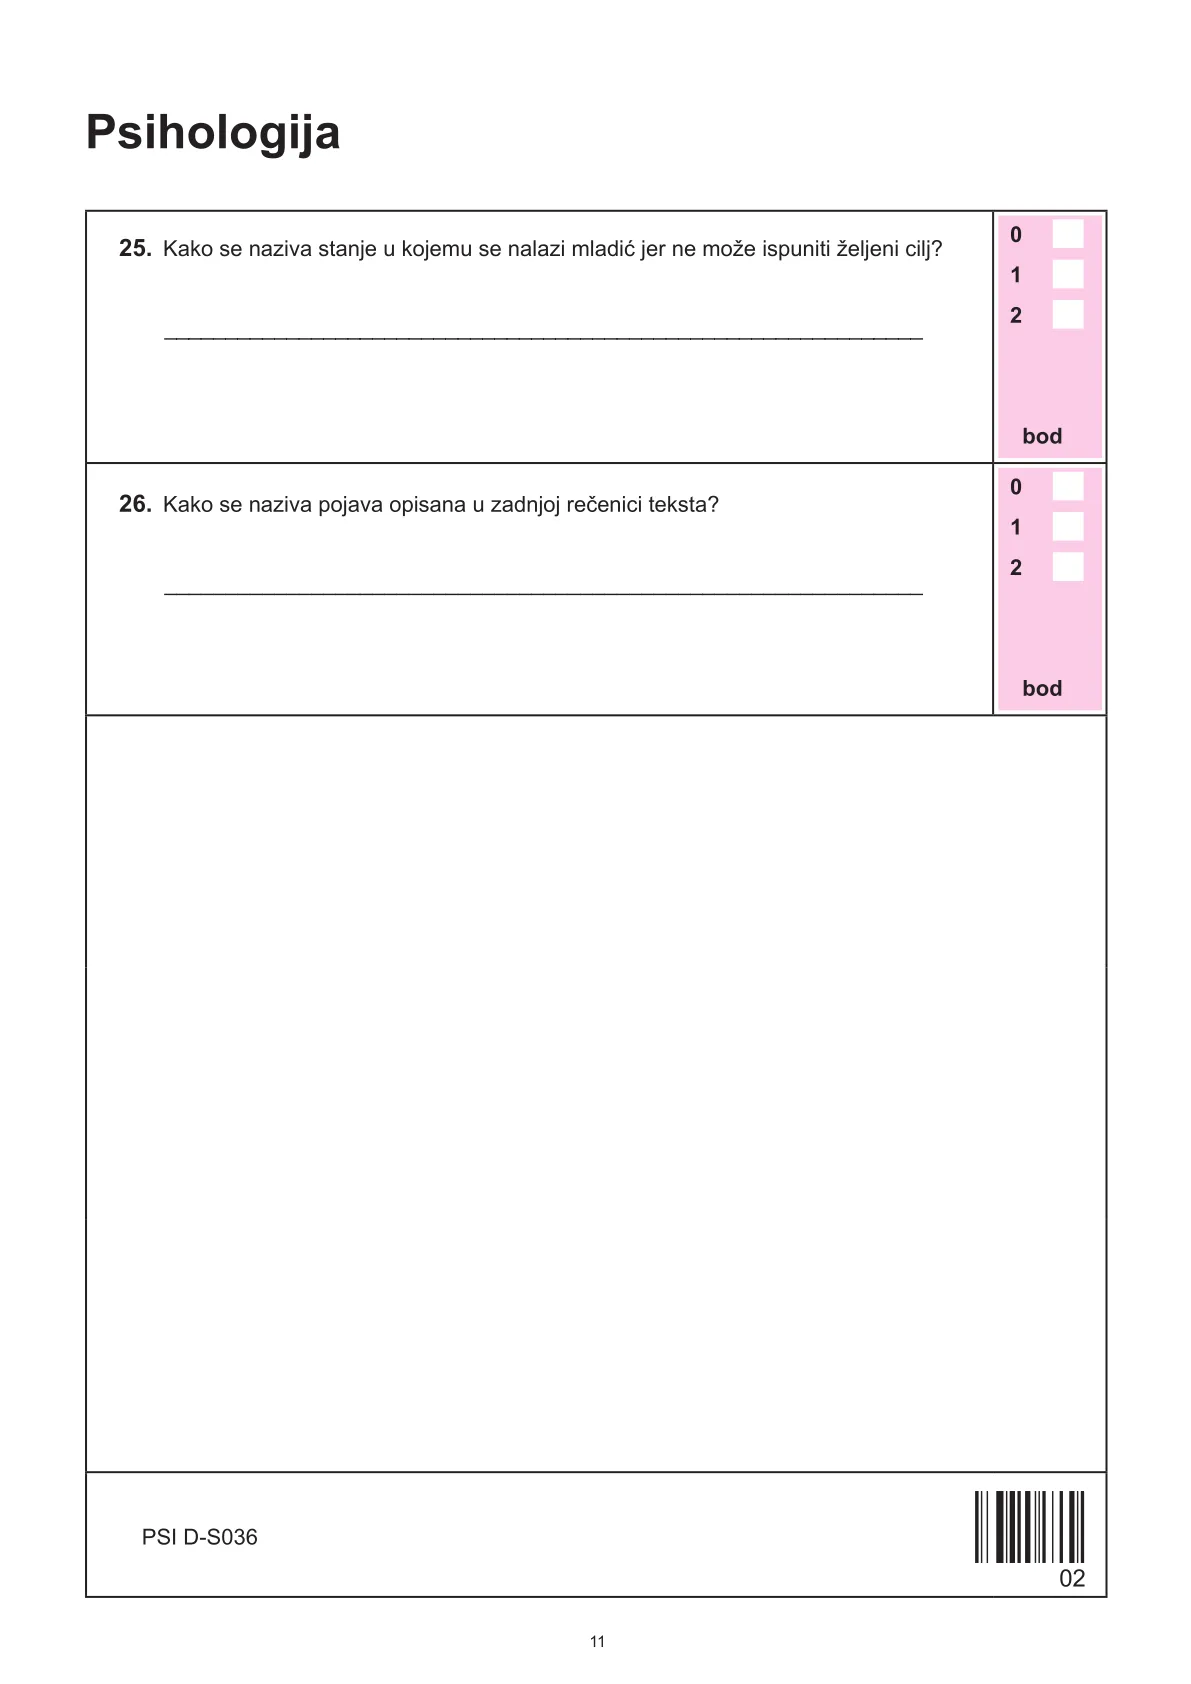 Psihologija
25. Kako se naziva stanje u kojemu se nalazi mladić jer ne može ispuniti željeni cilj?
0
1
2
bod
26. Kako se naziva pojava opisana u zadnjoj rečenici teksta?
0
1
2
bod
PSI D-S036
02
11